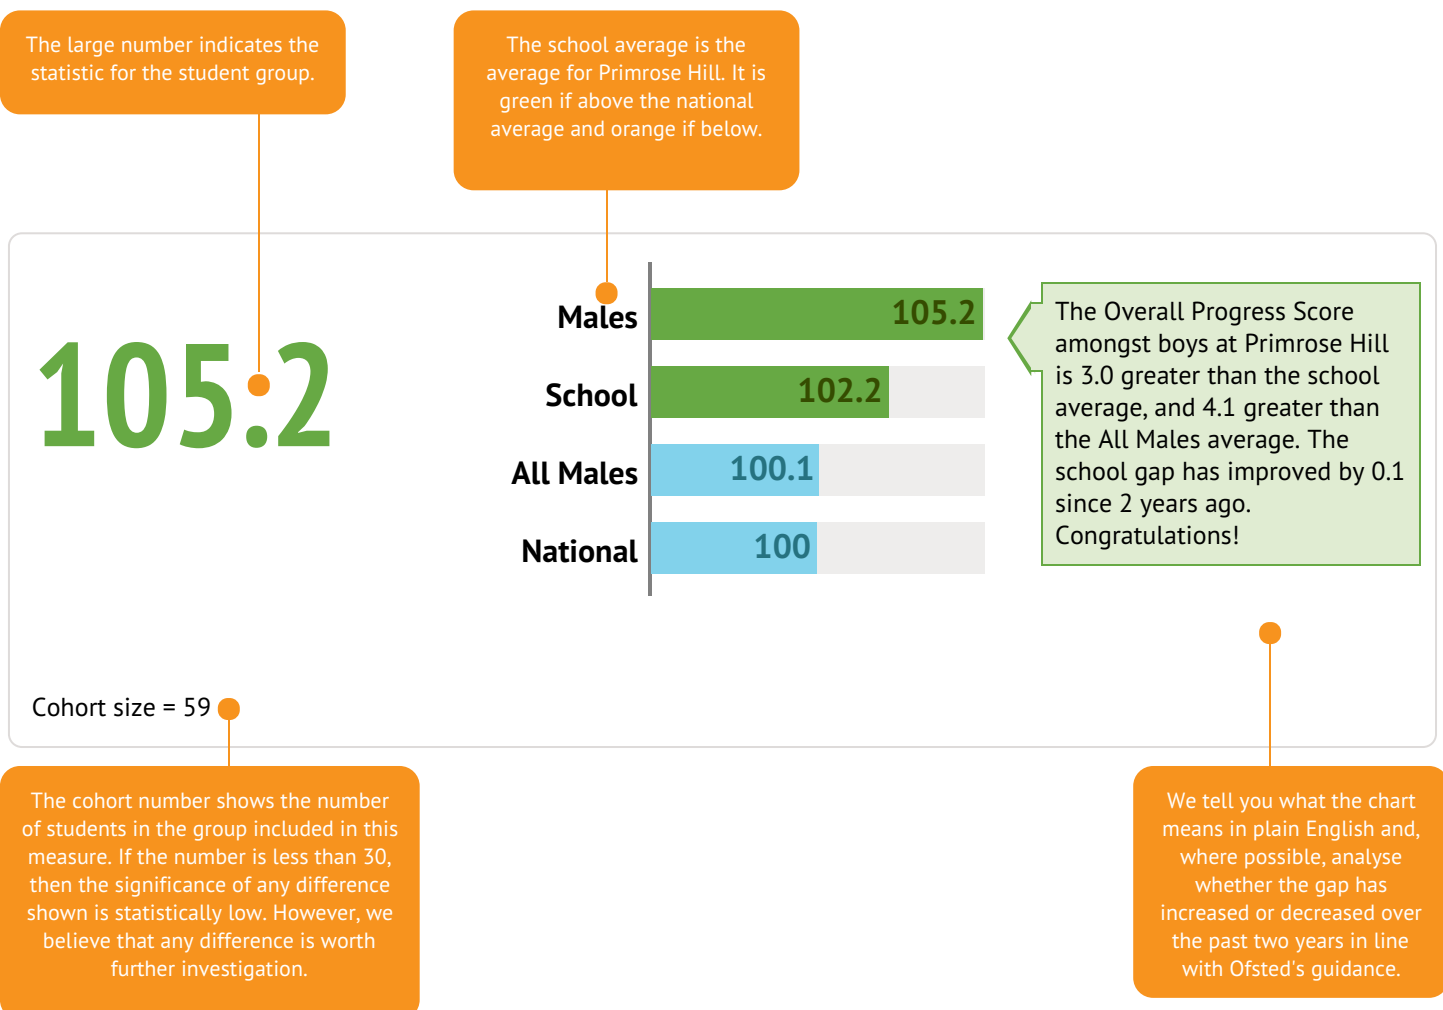 The large number indicates the
statistic for the student group.
The school average is the
average for Primrose Hill. It is
green if above the national
average and orange if below.
105.2
Males
105.2
School
102.2
All Males
100.1
National
100
The Overall Progress Score
amongst boys at Primrose Hill
is 3.0 greater than the school
average, and 4.1 greater than
the All Males average. The
school gap has improved by 0.1
since 2 years ago.
Congratulations!
Cohort size = 59
The cohort number shows the number
of students in the group included in this
measure. If the number is less than 30,
then the significance of any difference
shown is statistically low. However, we
believe that any difference is worth
further investigation.
We tell you what the chart
means in plain English and,
where possible, analyse
whether the gap has
increased or decreased over
the past two years in line
with Ofsted's guidance.